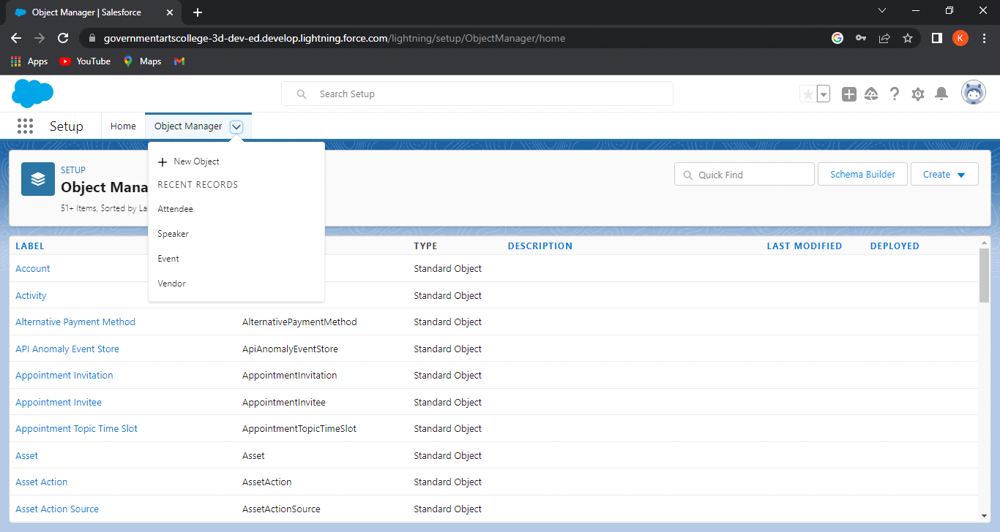 Object Manager | Salesforce
governmentartscollege-3d-dev-ed.develop.lightning.force.com/lightning/setup/ObjectManager/home
K
Apps YouTube Maps
Search Setup
Setup Home Object Manager
New Object
RECENT RECORDS
Attendee
Speaker
Event
Vendor
SETUP
Object Mana
51+ Items, Sorted by La
Quick Find Schema Builder Create
LABEL TYPE DESCRIPTION LAST MODIFIED DEPLOYED
Account Standard Object
Activity Standard Object
Alternative Payment Method AlternativePaymentMethod Standard Object
API Anomaly Event Store ApiAnomalyEventStore Standard Object
Appointment Invitation AppointmentInvitation Standard Object
Appointment Invitee AppointmentInvitee Standard Object
Appointment Topic Time Slot AppointmentTopicTimeSlot Standard Object
Asset Asset Standard Object
Asset Action AssetAction Standard Object
Asset Action Source AssetActionSource Standard Object